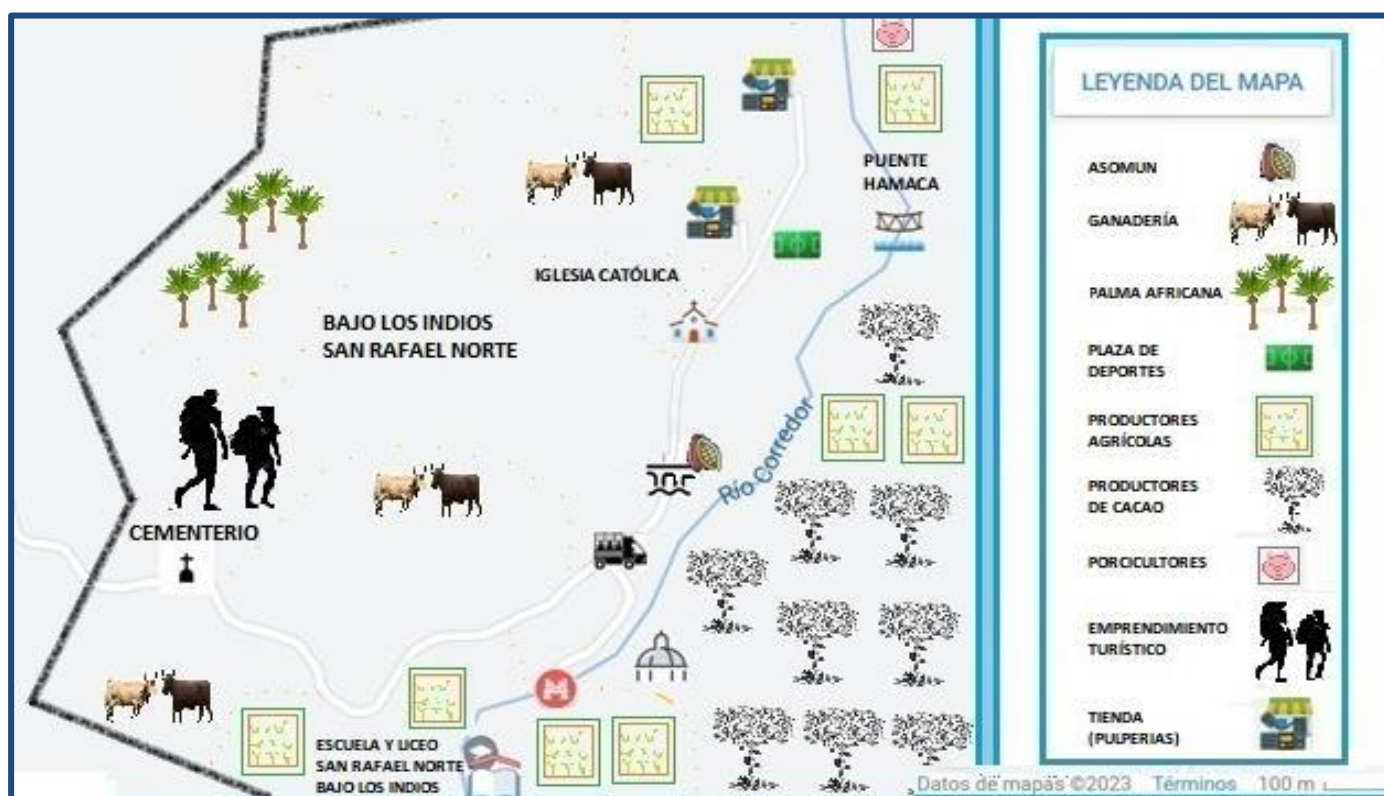 PUENTE
HAMACA
IGLESIA CATÓLICA
BAJO LOS INDIOS
SAN RAFAEL NORTE
Río Corredor
CEMENTERIO
ESCUELA Y LICEO
SAN RAFAEL NORTE
BAJO LOS INDIOS
LEYENDA DEL MAPA
ASOMUN
GANADERÍA
PALMA AFRICANA
PLAZA DE
DEPORTES
PRODUCTORES
AGRÍCOLAS
PRODUCTORES
DE CACAO
PORCICULTORES
EMPRENDIMIENTO
TURÍSTICO
TIENDA
(PULPERIAS)
Datos de mapas ©2023 Términos 100 m